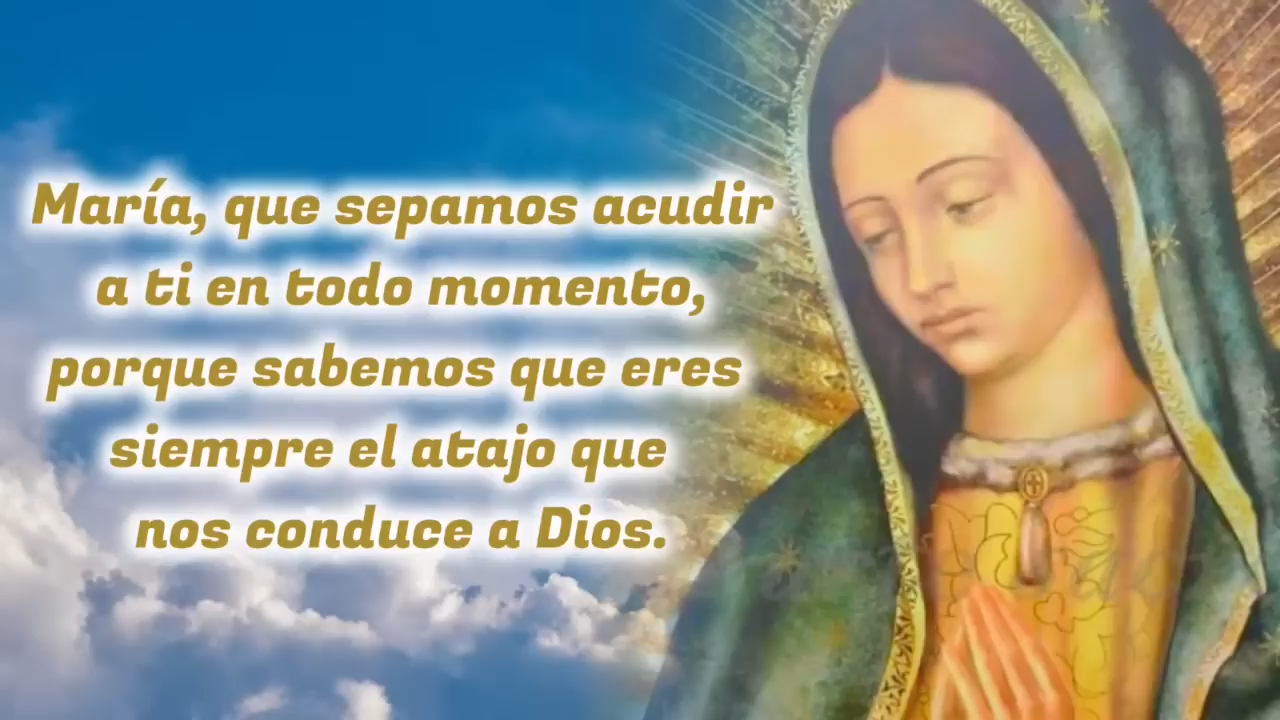 María, que sepamos acudir
a ti en todo momento,
porque sabemos que eres
siempre el atajo que
nos conduce a Dios.